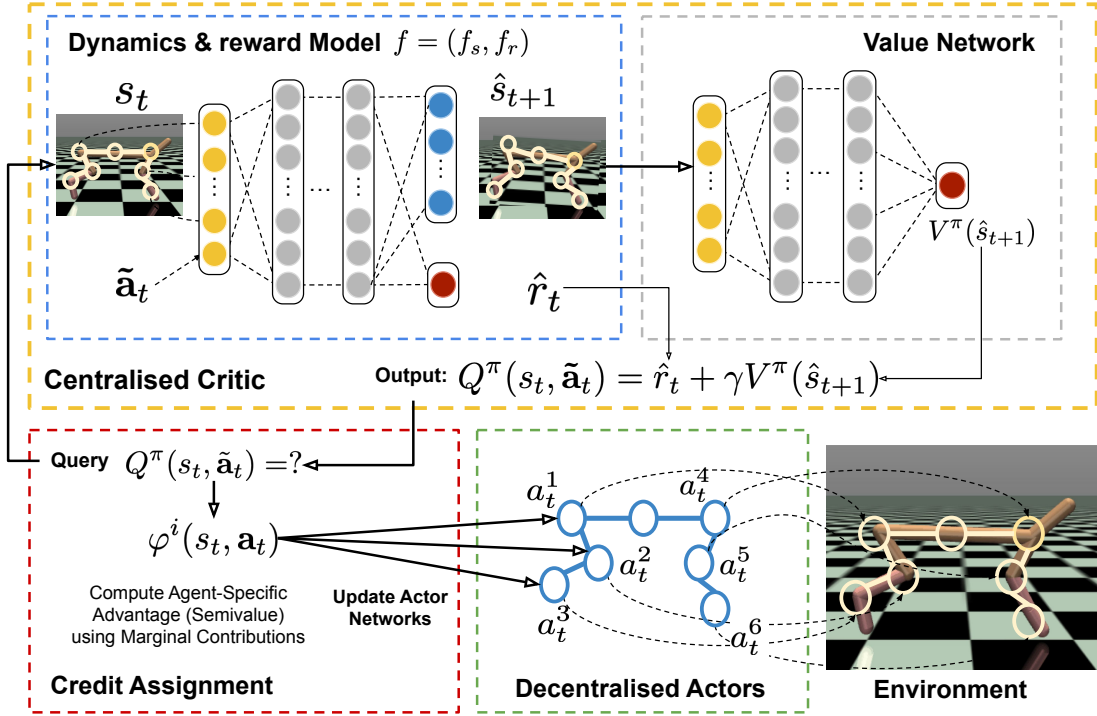 Dynamics & reward Model f = (f_s, f_r)
Value Network
s_t
ŝ_{t+1}
ã_t
r̂_t
V^π(ŝ_{t+1})
Centralised Critic
Output: Q^π(s_t, ã_t) = r̂_t + γV^π(ŝ_{t+1})
Query Q^π(s_t, ã_t) =?
φ^i(s_t, a_t)
Compute Agent-Specific
Advantage (Semivalue)
using Marginal Contributions
Update Actor
Networks
Credit Assignment
a_t^1
a_t^4
a_t^2
a_t^5
a_t^3
a_t^6
Decentralised Actors
Environment